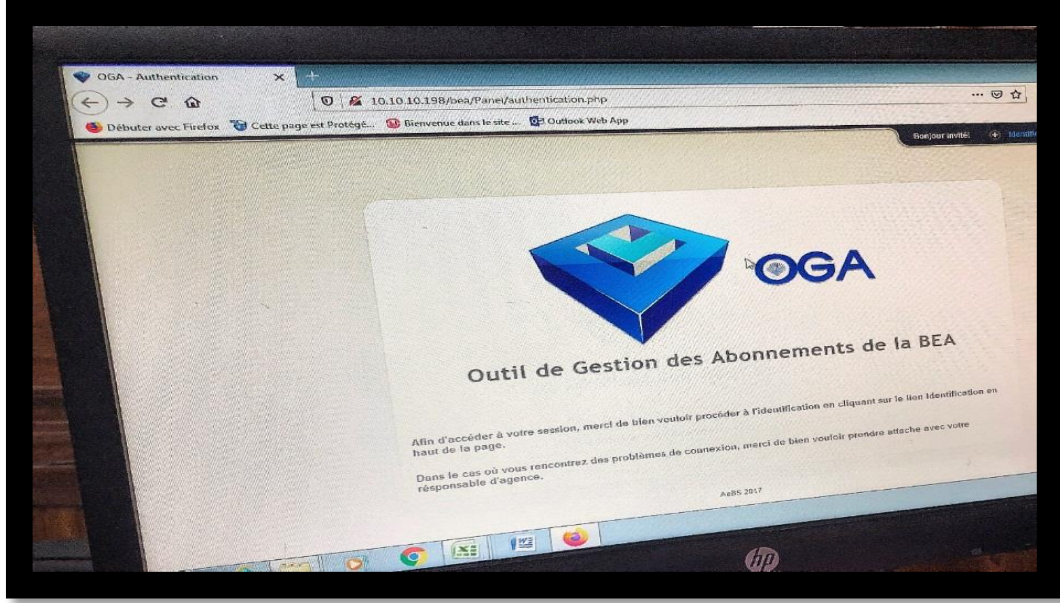 OGA - Authentication
10.10.10.198/bea/Panel/authentication.php
Débuter avec Firefox Cette page est Protégé... Bienvenue dans le site ... Outlook Web App
Bonjour invité!
OGA
Outil de Gestion des Abonnements de la BEA
Afin d'accéder à votre session, merci de bien vouloir procéder à l'identification en cliquant sur le lien Identification en
haut de la page.
Dans le cas où vous rencontrez des problèmes de connexion, merci de bien vouloir prendre attache avec votre
résponsable d'agence.
AeBS 2017
hp